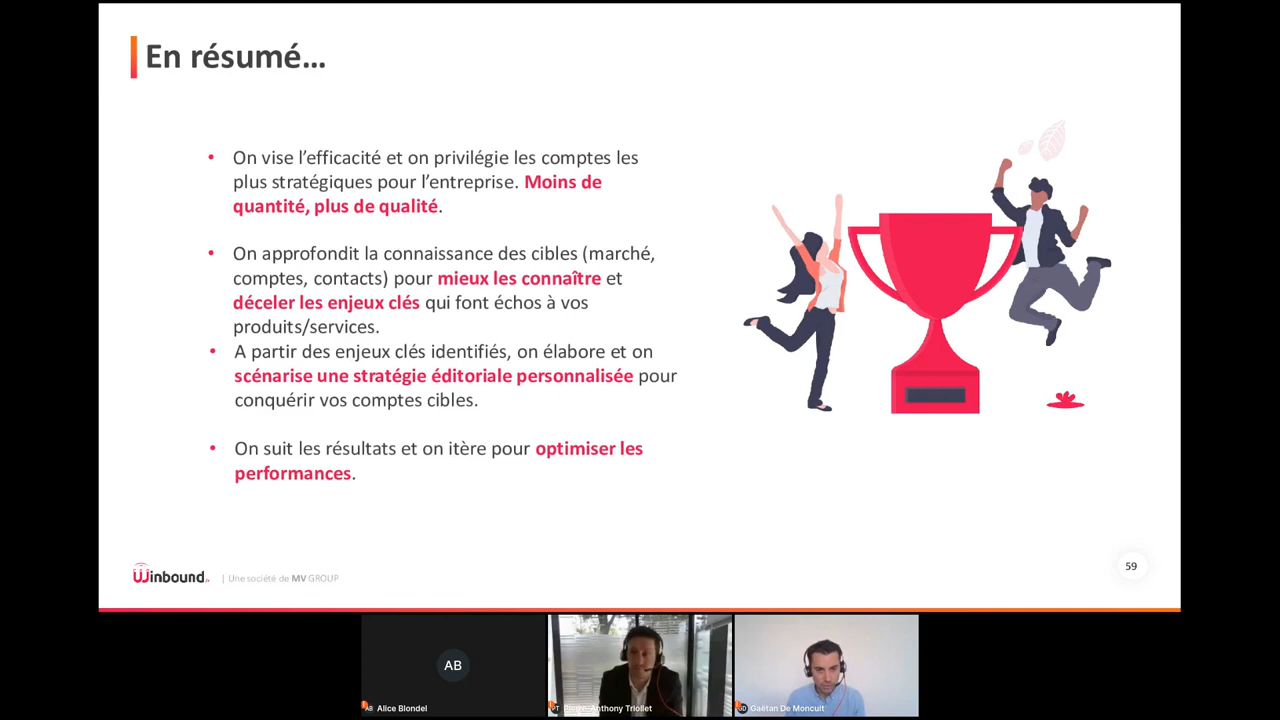 En résumé...
• On vise l'efficacité et on privilégie les comptes les
plus stratégiques pour l'entreprise. Moins de
quantité, plus de qualité.
• On approfondit la connaissance des cibles (marché,
comptes, contacts) pour mieux les connaître et
déceler les enjeux clés qui font échos à vos
produits/services.
• A partir des enjeux clés identifiés, on élabore et on
scénarise une stratégie éditoriale personnalisée pour
conquérir vos comptes cibles.
• On suit les résultats et on itère pour optimiser les
performances.
Winbound
| Une société de MV GROUP
59
AB
Alice Blondel
Anthony Triollet
Gaëtan De Moncuit